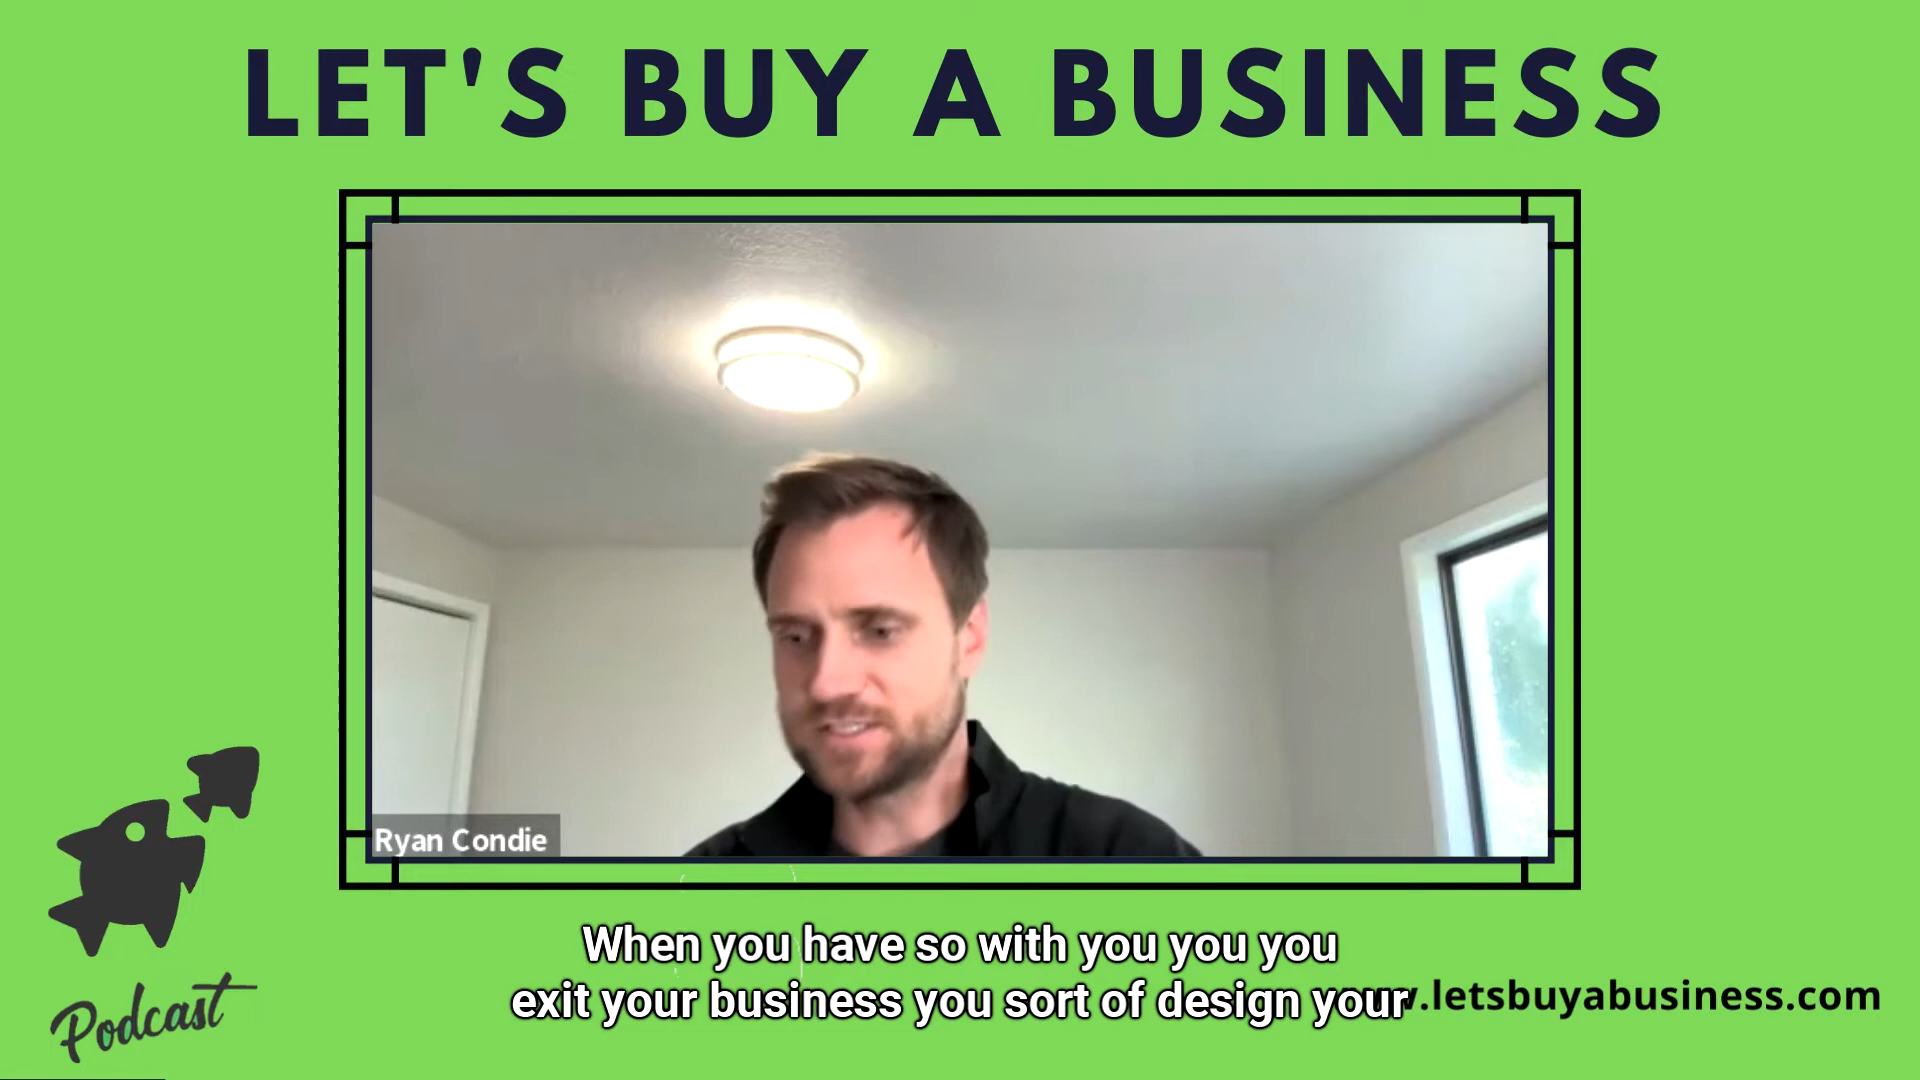 LET'S BUY A BUSINESS
Ryan Condie
When you have so with you you you
exit your business you sort of design your
.letsbuyabusiness.com
Podcast